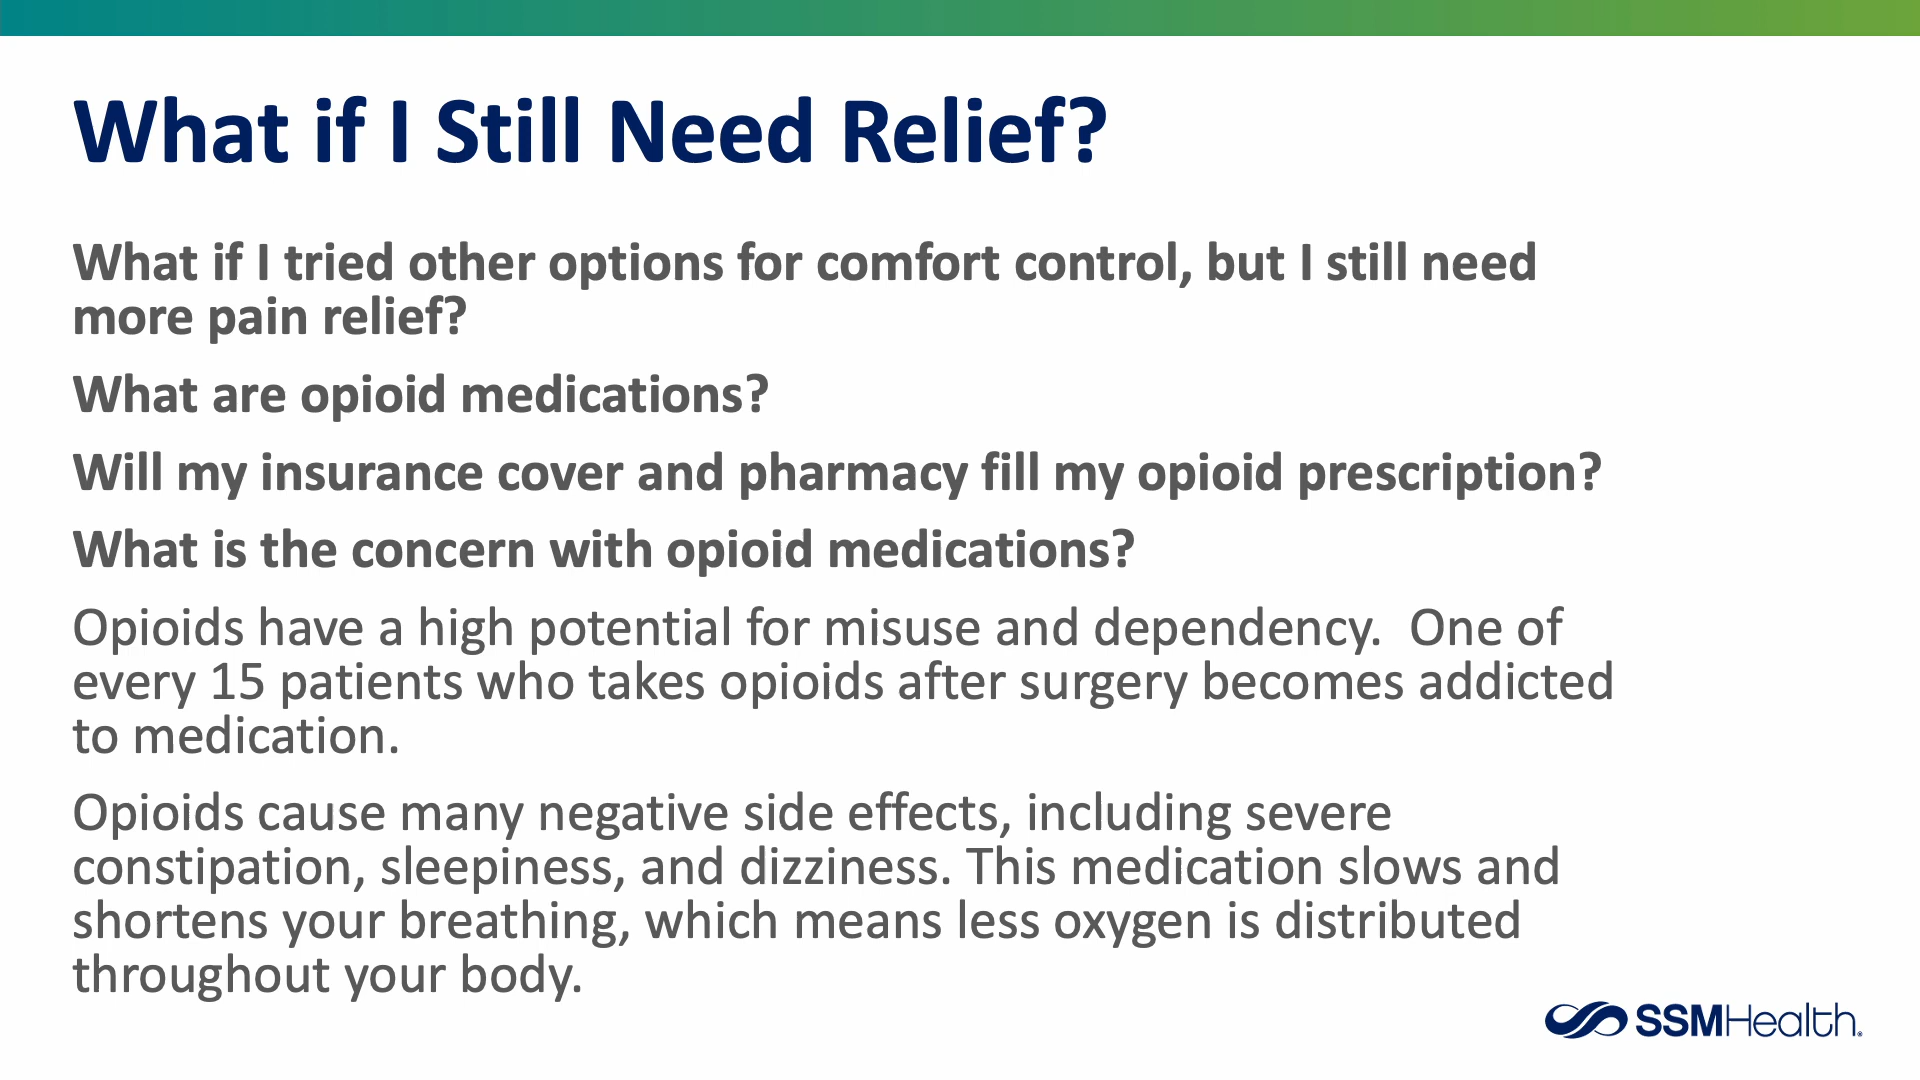 What if I Still Need Relief?
What if I tried other options for comfort control, but I still need
more pain relief?
What are opioid medications?
Will my insurance cover and pharmacy fill my opioid prescription?
What is the concern with opioid medications?
Opioids have a high potential for misuse and dependency.  One of
every 15 patients who takes opioids after surgery becomes addicted
to medication.
Opioids cause many negative side effects, including severe
constipation, sleepiness, and dizziness. This medication slows and
shortens your breathing, which means less oxygen is distributed
throughout your body.
SSMHealth®